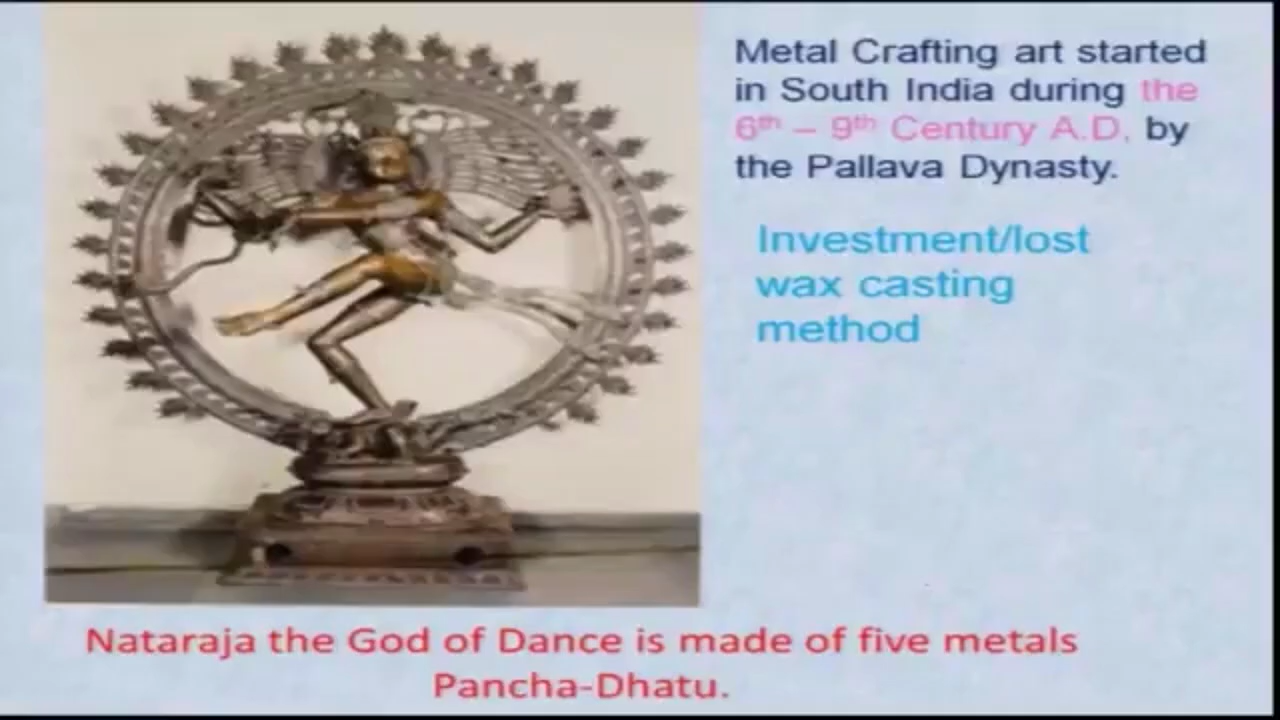 Metal Crafting art started
in South India during the
6th – 9th Century A.D. by
the Pallava Dynasty.
Investment/lost
wax casting
method
Nataraja the God of Dance is made of five metals
Pancha-Dhatu.